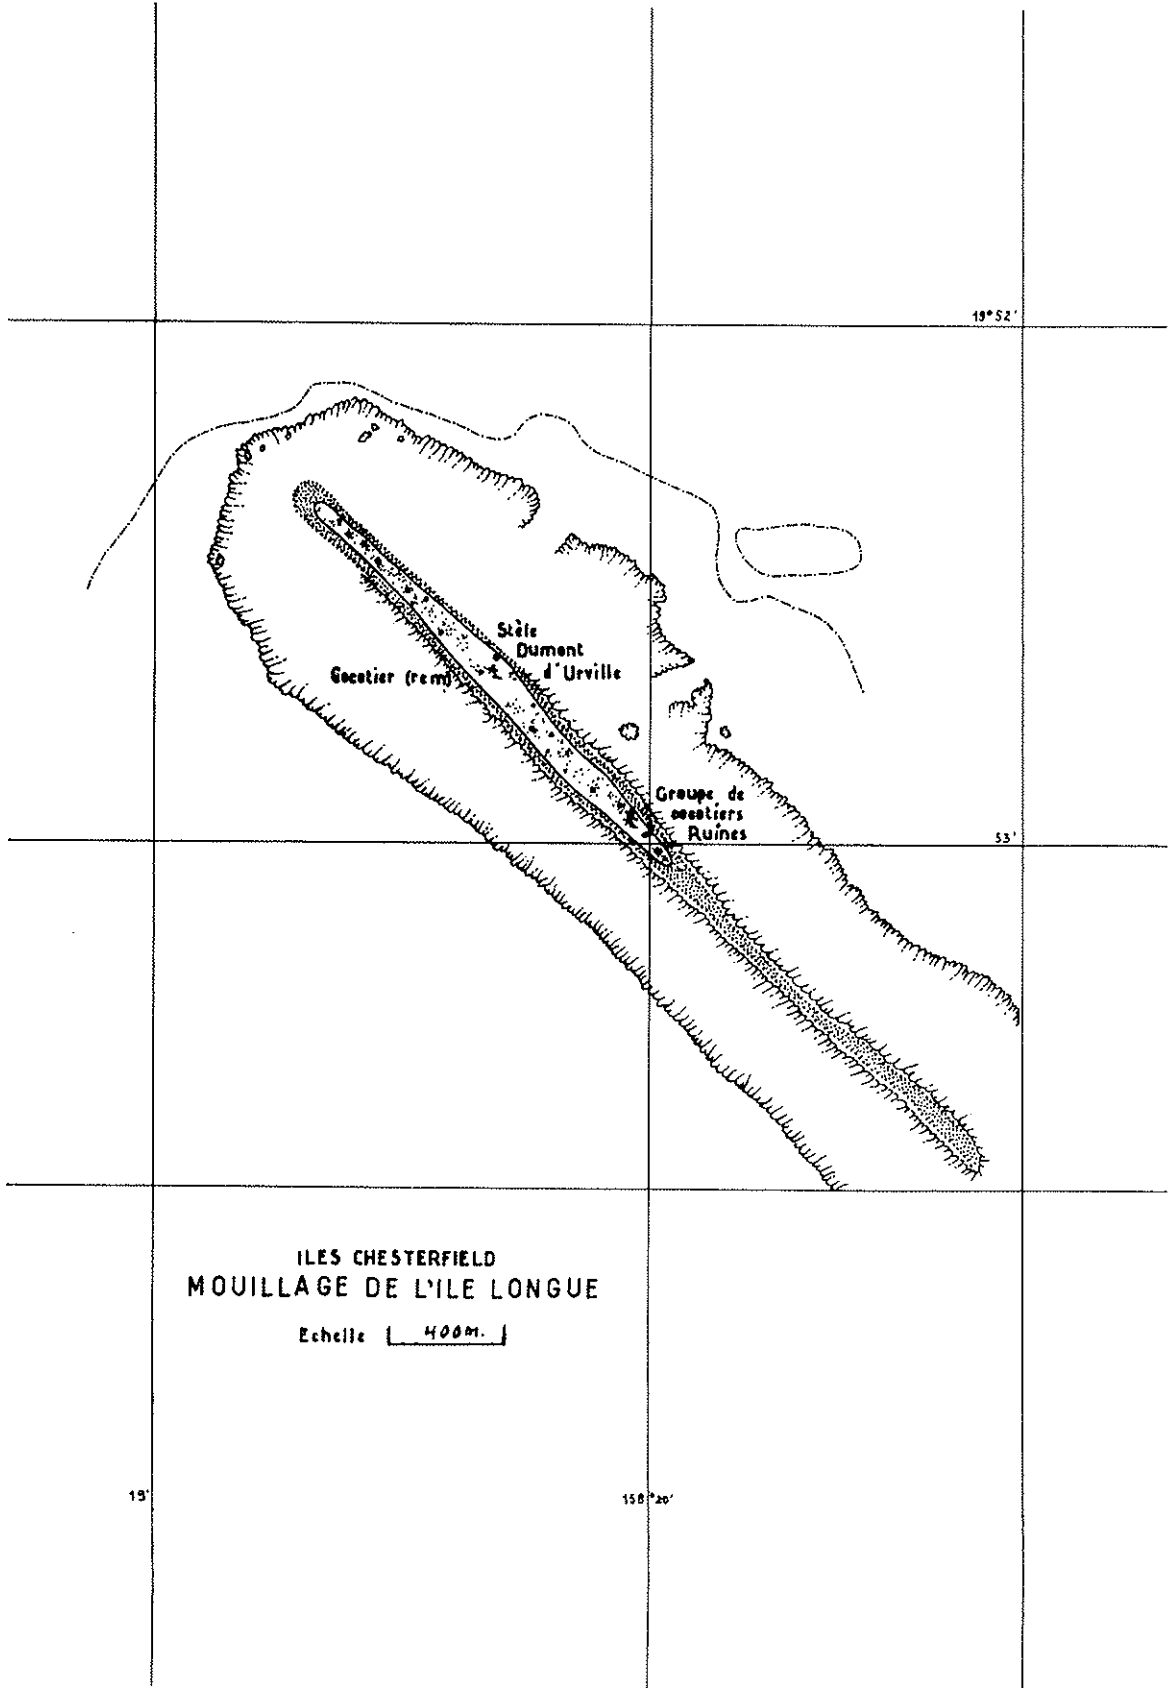 19°52'
Stèle
Dumont
d'Urville
Cocotier (rem)
Groupe de
cocotiers
Ruines
53'
ILES CHESTERFIELD
MOUILLAGE DE L'ILE LONGUE
Echelle 400m.
19'
158°20'